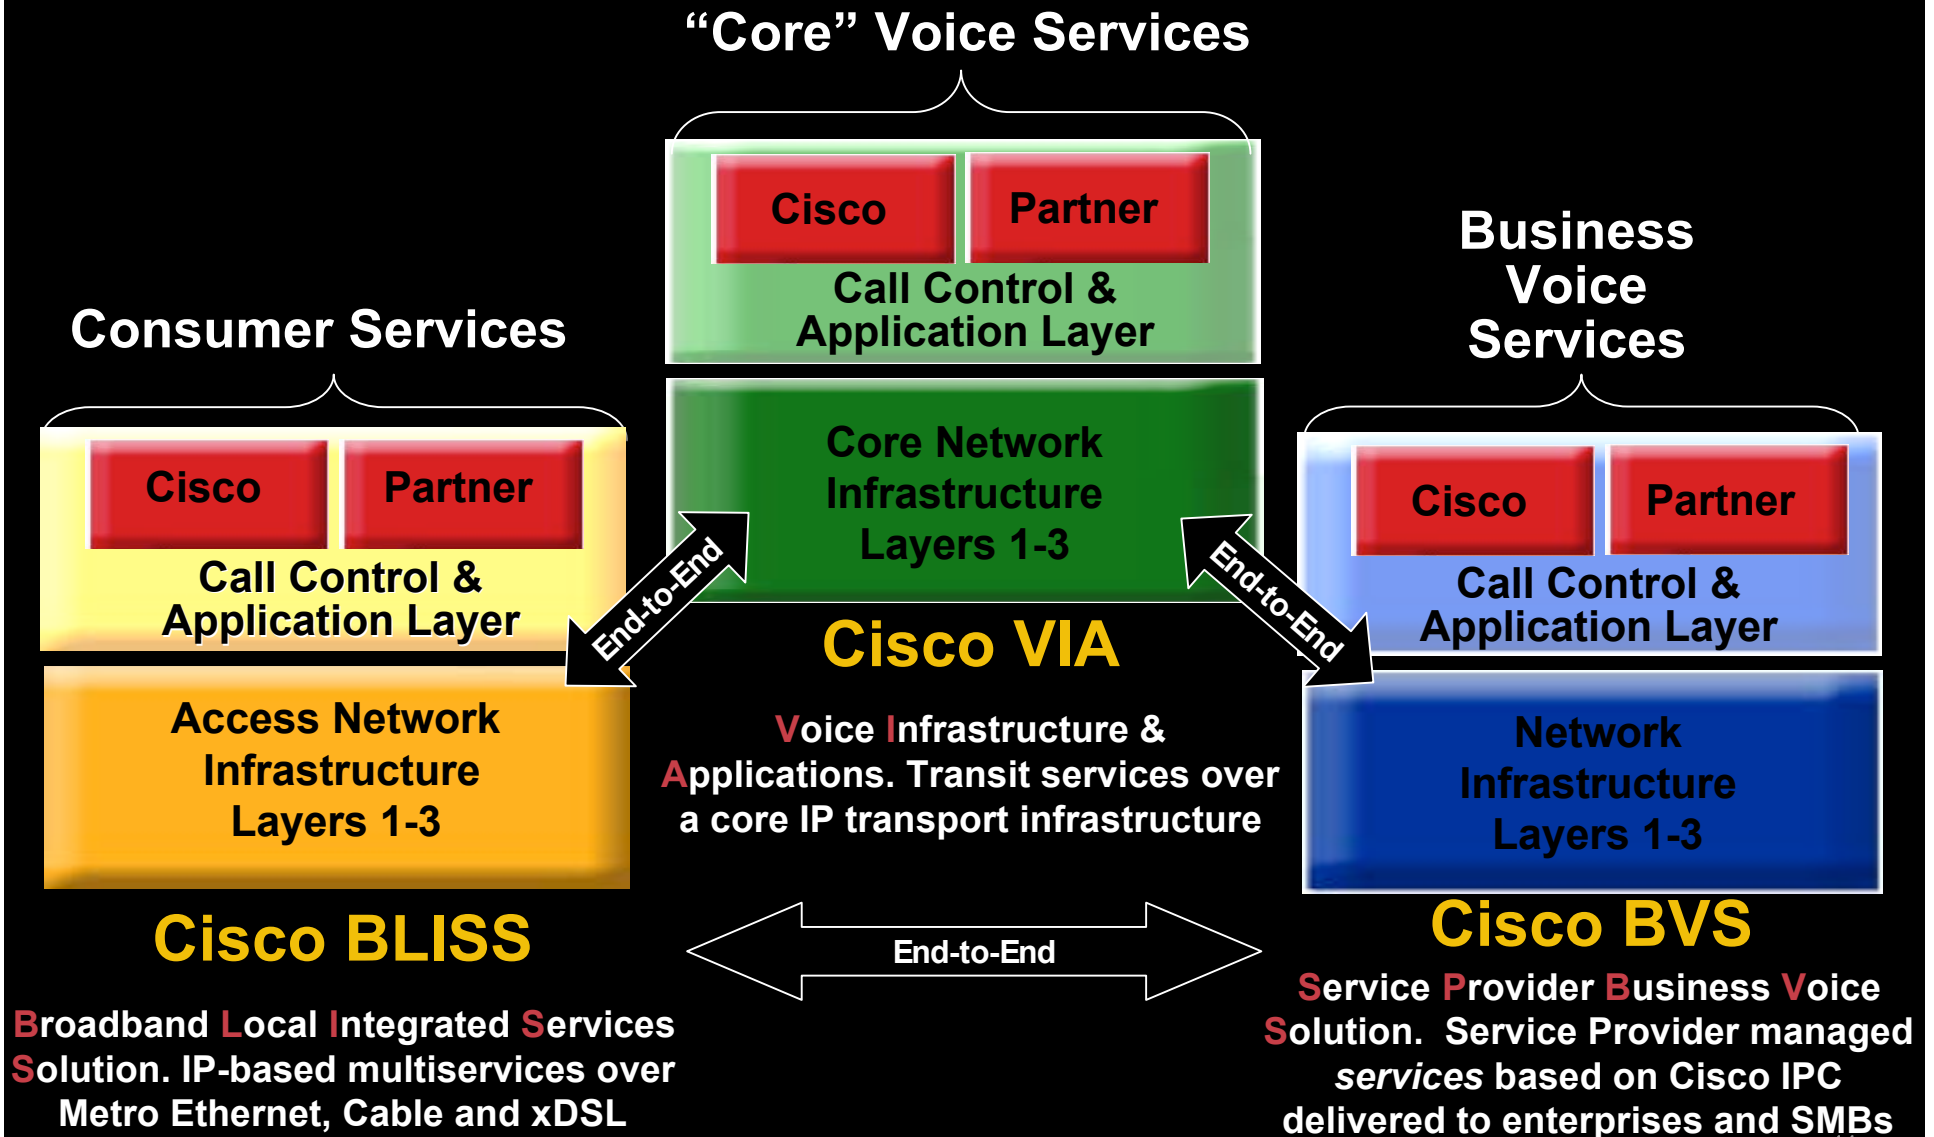 “Core” Voice Services
Cisco
Partner
Call Control &
Application Layer
Core Network
Infrastructure
Layers 1-3
Cisco VIA
Voice Infrastructure &
Applications. Transit services over
a core IP transport infrastructure
Consumer Services
Cisco
Partner
Call Control &
Application Layer
Access Network
Infrastructure
Layers 1-3
Cisco BLISS
Broadband Local Integrated Services
Solution. IP-based multiservices over
Metro Ethernet, Cable and xDSL
Business
Voice
Services
Cisco
Partner
Call Control &
Application Layer
Network
Infrastructure
Layers 1-3
Cisco BVS
Service Provider Business Voice
Solution.  Service Provider managed
services based on Cisco IPC
delivered to enterprises and SMBs
End-to-End
End-to-End
End-to-End